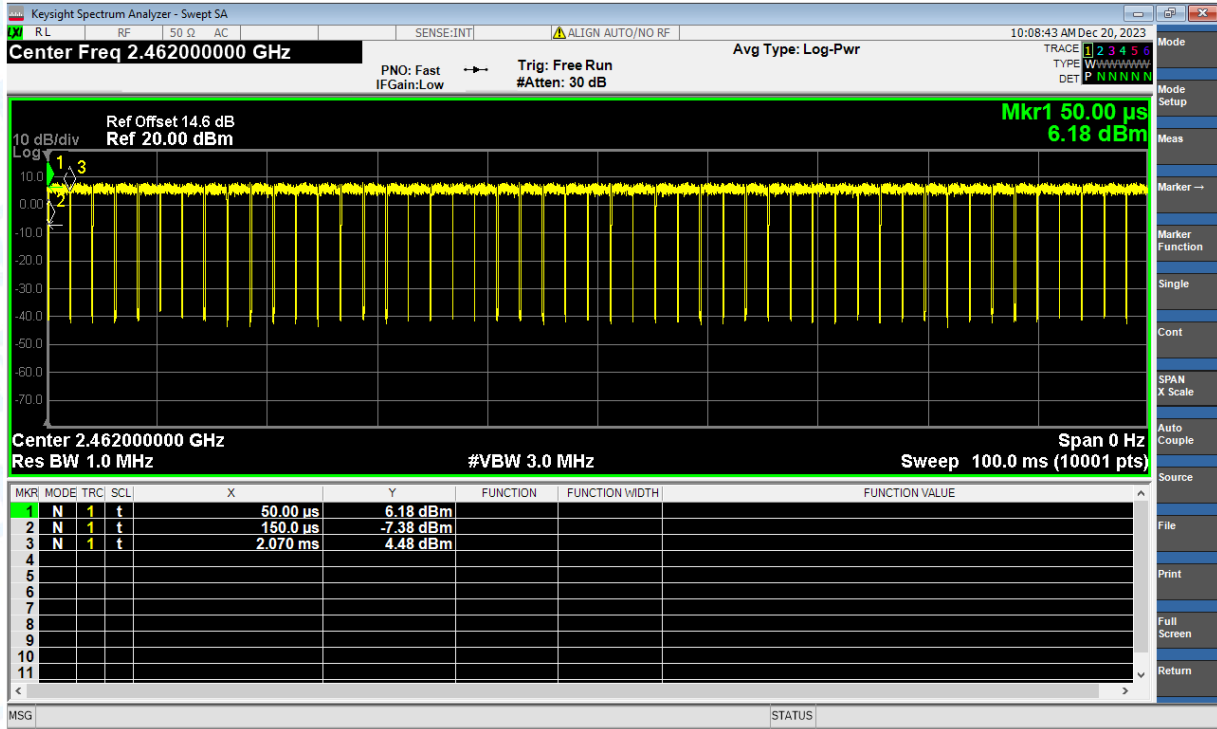 Keysight Spectrum Analyzer - Swept SA
LXI RL RF 50 Ω AC SENSE:INT ALIGN AUTO/NO RF 10:08:43 AM Dec 20, 2023
Center Freq 2.462000000 GHz
PNO: Fast
IFGain:Low
Trig: Free Run
#Atten: 30 dB
Avg Type: Log-Pwr
TRACE 1 2 3 4 5 6
TYPE WWWWWW
DET P N N N N N
Mkr1 50.00 µs
6.18 dBm
Ref Offset 14.6 dB
10 dB/div Ref 20.00 dBm
Log
1 3
10.0
0.00 2
-10.0
-20.0
-30.0
-40.0
-50.0
-60.0
-70.0
Center 2.462000000 GHz Span 0 Hz
Res BW 1.0 MHz #VBW 3.0 MHz Sweep 100.0 ms (10001 pts)
MKR MODE TRC SCL X Y FUNCTION FUNCTION WIDTH FUNCTION VALUE
1 N 1 t 50.00 µs 6.18 dBm
2 N 1 t 150.0 µs -7.38 dBm
3 N 1 t 2.070 ms 4.48 dBm
4
5
6
7
8
9
10
11
MSG STATUS
Mode
Mode
Setup
Meas
Marker→
Marker
Function
Single
Cont
SPAN
X Scale
Auto
Couple
Source
File
Print
Full
Screen
Return